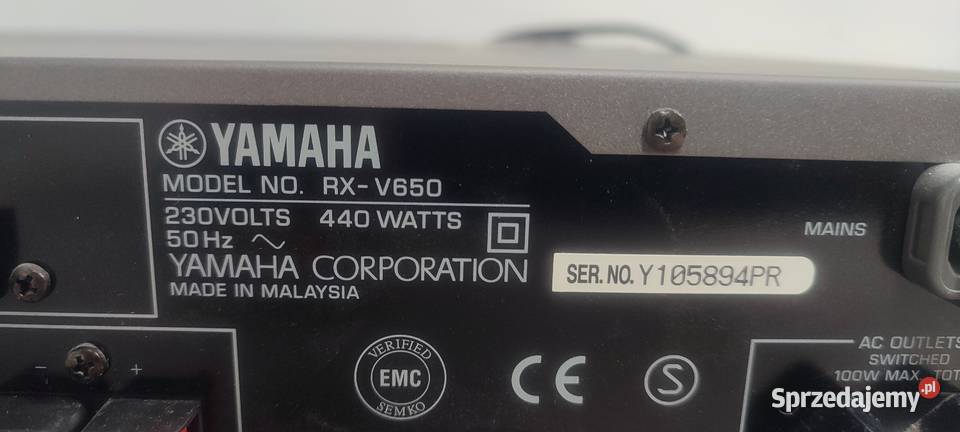 YAMAHA
MODEL NO. RX-V650
230VOLTS 440 WATTS
50Hz
YAMAHA CORPORATION
MADE IN MALAYSIA
SER. NO. Y105894PR
MAINS
VERIFIED
EMC
SEMKO
CE
S
- +
AC OUTLETS
SWITCHED
100W MAX. TOT
Sprzedajemy.pl